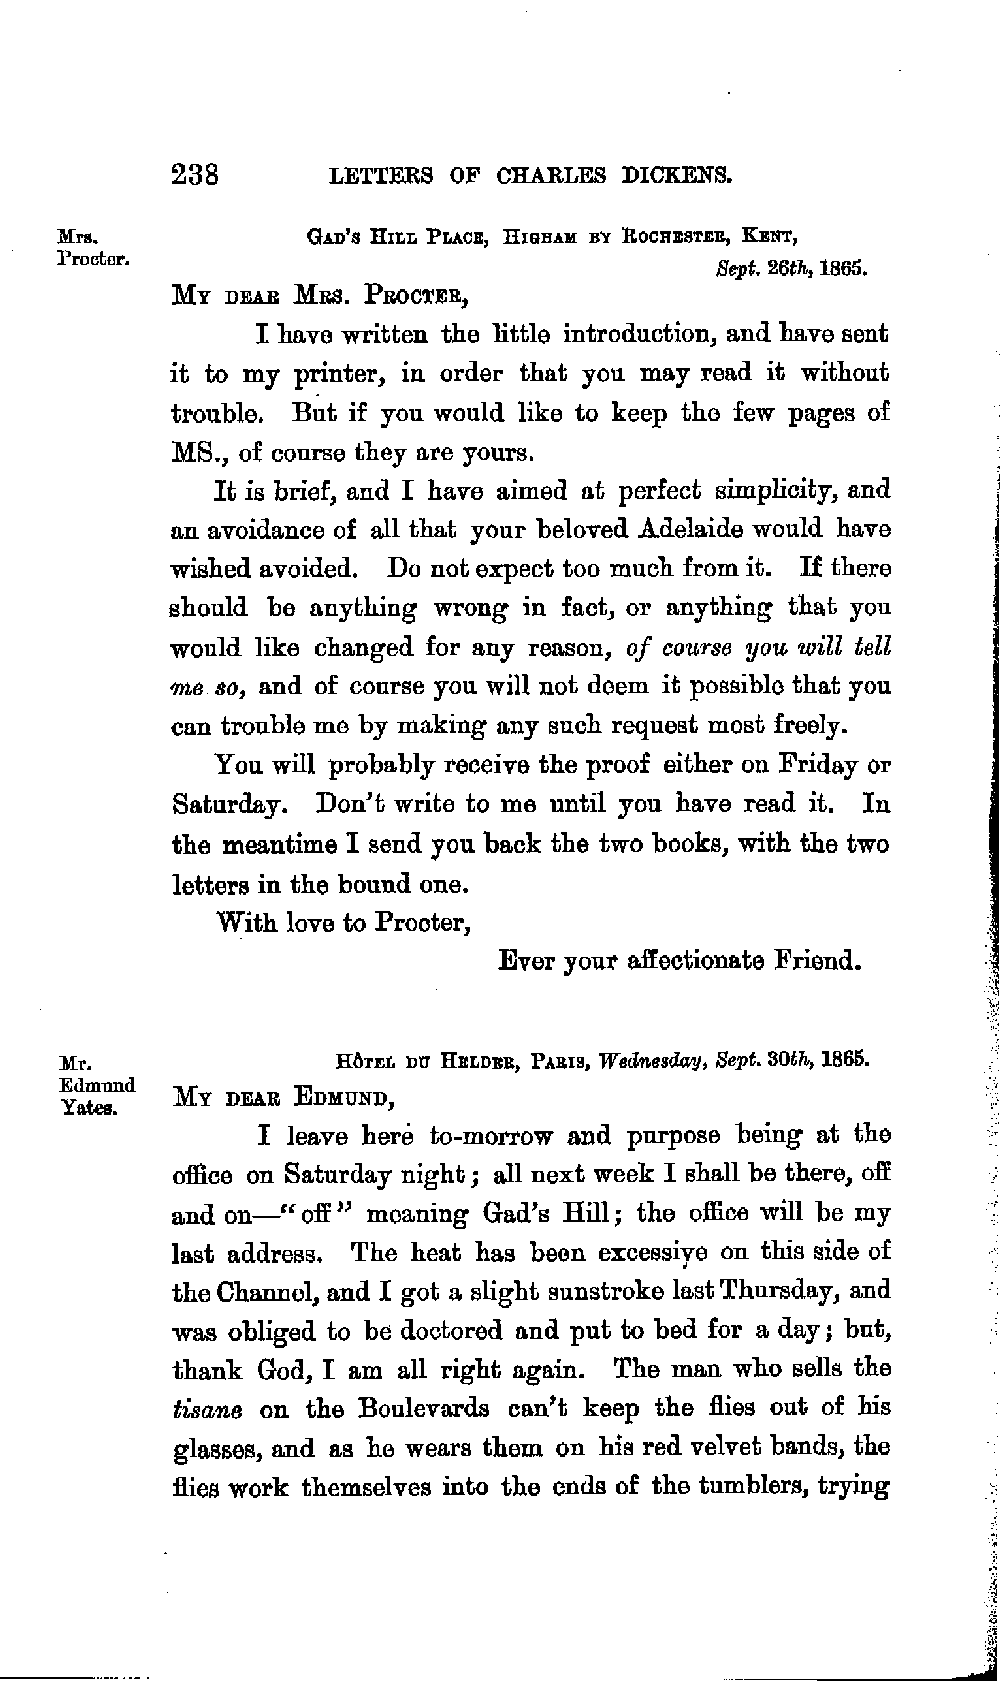 238 LETTERS OF CHARLES DICKENS.
Mrs.
Procter.
GAD'S HILL PLACE, HIGHAM BY ROCHESTER, KENT,
Sept. 26th, 1865.
MY DEAR MRS. PROCTER,
I have written the little introduction, and have sent
it to my printer, in order that you may read it without
trouble. But if you would like to keep the few pages of
MS., of course they are yours.
It is brief, and I have aimed at perfect simplicity, and
an avoidance of all that your beloved Adelaide would have
wished avoided. Do not expect too much from it. If there
should be anything wrong in fact, or anything that you
would like changed for any reason, of course you will tell
me so, and of course you will not deem it possible that you
can trouble me by making any such request most freely.
You will probably receive the proof either on Friday or
Saturday. Don't write to me until you have read it. In
the meantime I send you back the two books, with the two
letters in the bound one.
With love to Procter,
Ever your affectionate Friend.
Mr.
Edmund
Yates.
HÔTEL DU HELDER, PARIS, Wednesday, Sept. 30th, 1865.
MY DEAR EDMUND,
I leave here to-morrow and purpose being at the
office on Saturday night; all next week I shall be there, off
and on—"off" meaning Gad's Hill; the office will be my
last address. The heat has been excessive on this side of
the Channel, and I got a slight sunstroke last Thursday, and
was obliged to be doctored and put to bed for a day; but,
thank God, I am all right again. The man who sells the
tisane on the Boulevards can't keep the flies out of his
glasses, and as he wears them on his red velvet bands, the
flies work themselves into the ends of the tumblers, trying